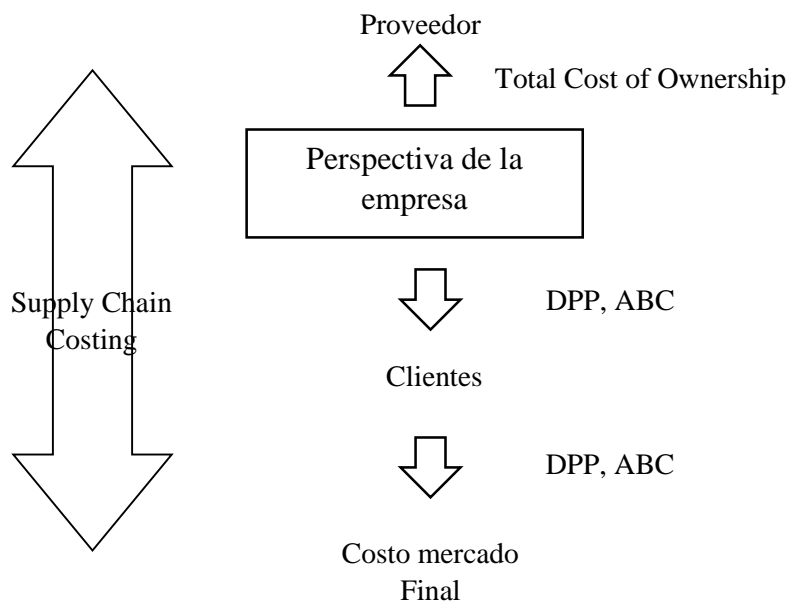 Proveedor
Total Cost of Ownership
Perspectiva de la
empresa
Supply Chain
Costing
DPP, ABC
Clientes
DPP, ABC
Costo mercado
Final